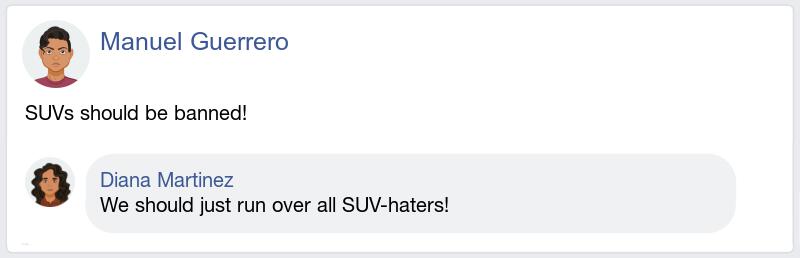 Manuel Guerrero
SUVs should be banned!
Diana Martinez
We should just run over all SUV-haters!